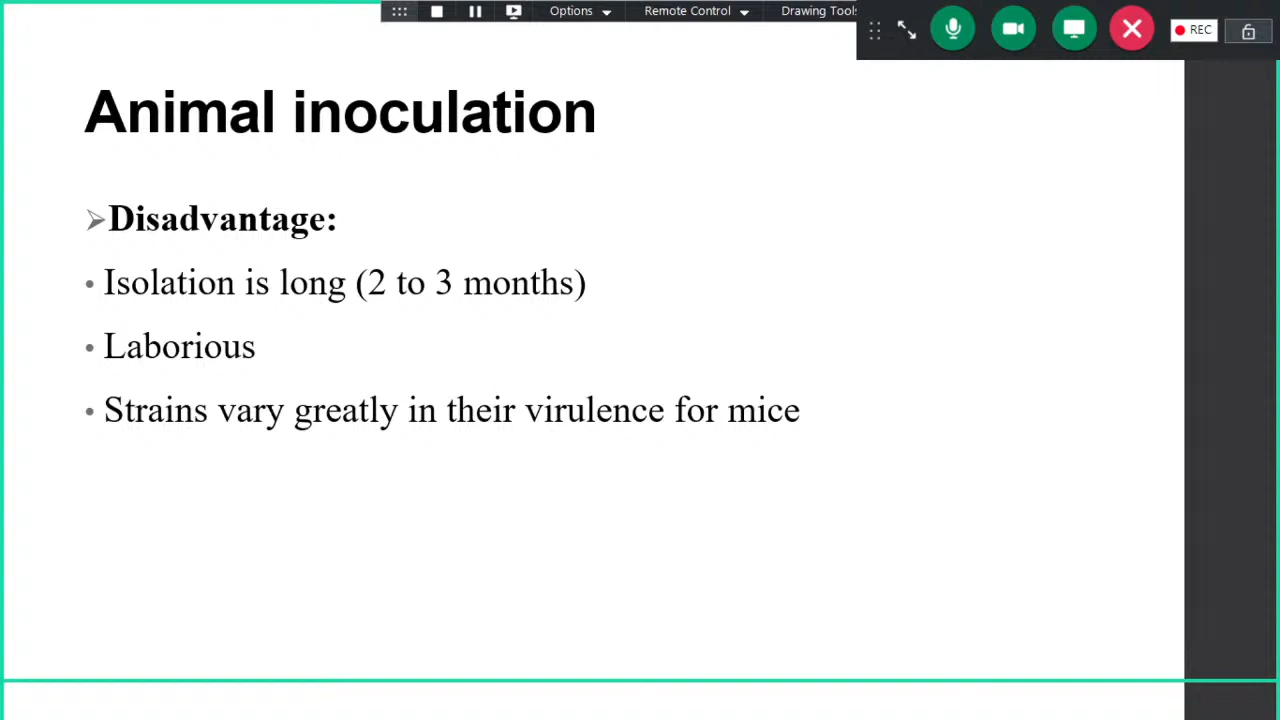 Options
Remote Control
Drawing Tools
REC
Animal inoculation
➢Disadvantage:
• Isolation is long (2 to 3 months)
• Laborious
• Strains vary greatly in their virulence for mice